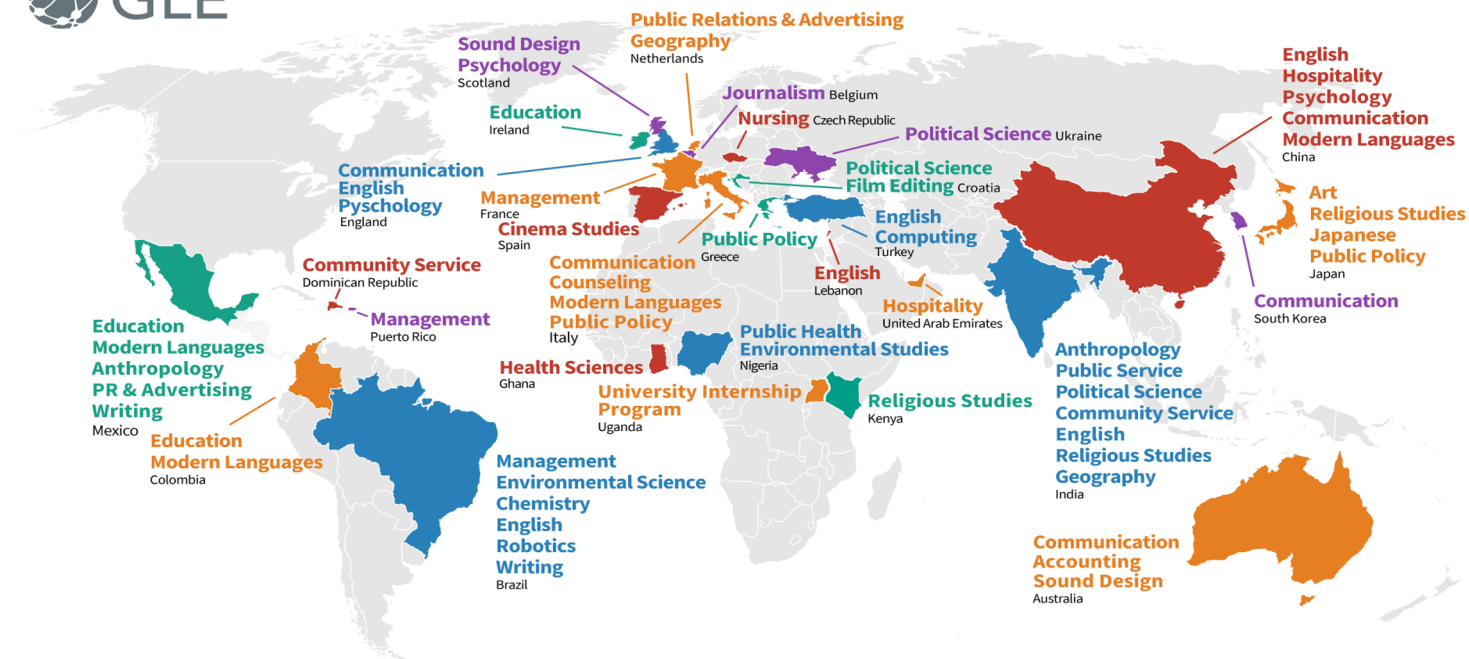 GLE
Public Relations & Advertising
Geography
Netherlands
Sound Design
Psychology
Scotland
Education
Ireland
Journalism Belgium
Nursing Czech Republic
Political Science Ukraine
English
Hospitality
Psychology
Communication
Modern Languages
China
Communication
English
Pyschology
England
Management
France
Cinema Studies
Spain
Political Science
Film Editing Croatia
Public Policy
Greece
English
Computing
Turkey
English
Lebanon
Hospitality
United Arab Emirates
Art
Religious Studies
Japanese
Public Policy
Japan
Communication
South Korea
Community Service
Dominican Republic
Management
Puerto Rico
Communication
Counseling
Modern Languages
Public Policy
Italy
Education
Modern Languages
Anthropology
PR & Advertising
Writing
Mexico
Education
Modern Languages
Colombia
Health Sciences
Ghana
Public Health
Environmental Studies
Nigeria
University Internship
Program
Uganda
Religious Studies
Kenya
Anthropology
Public Service
Political Science
Community Service
English
Religious Studies
Geography
India
Management
Environmental Science
Chemistry
English
Robotics
Writing
Brazil
Communication
Accounting
Sound Design
Australia